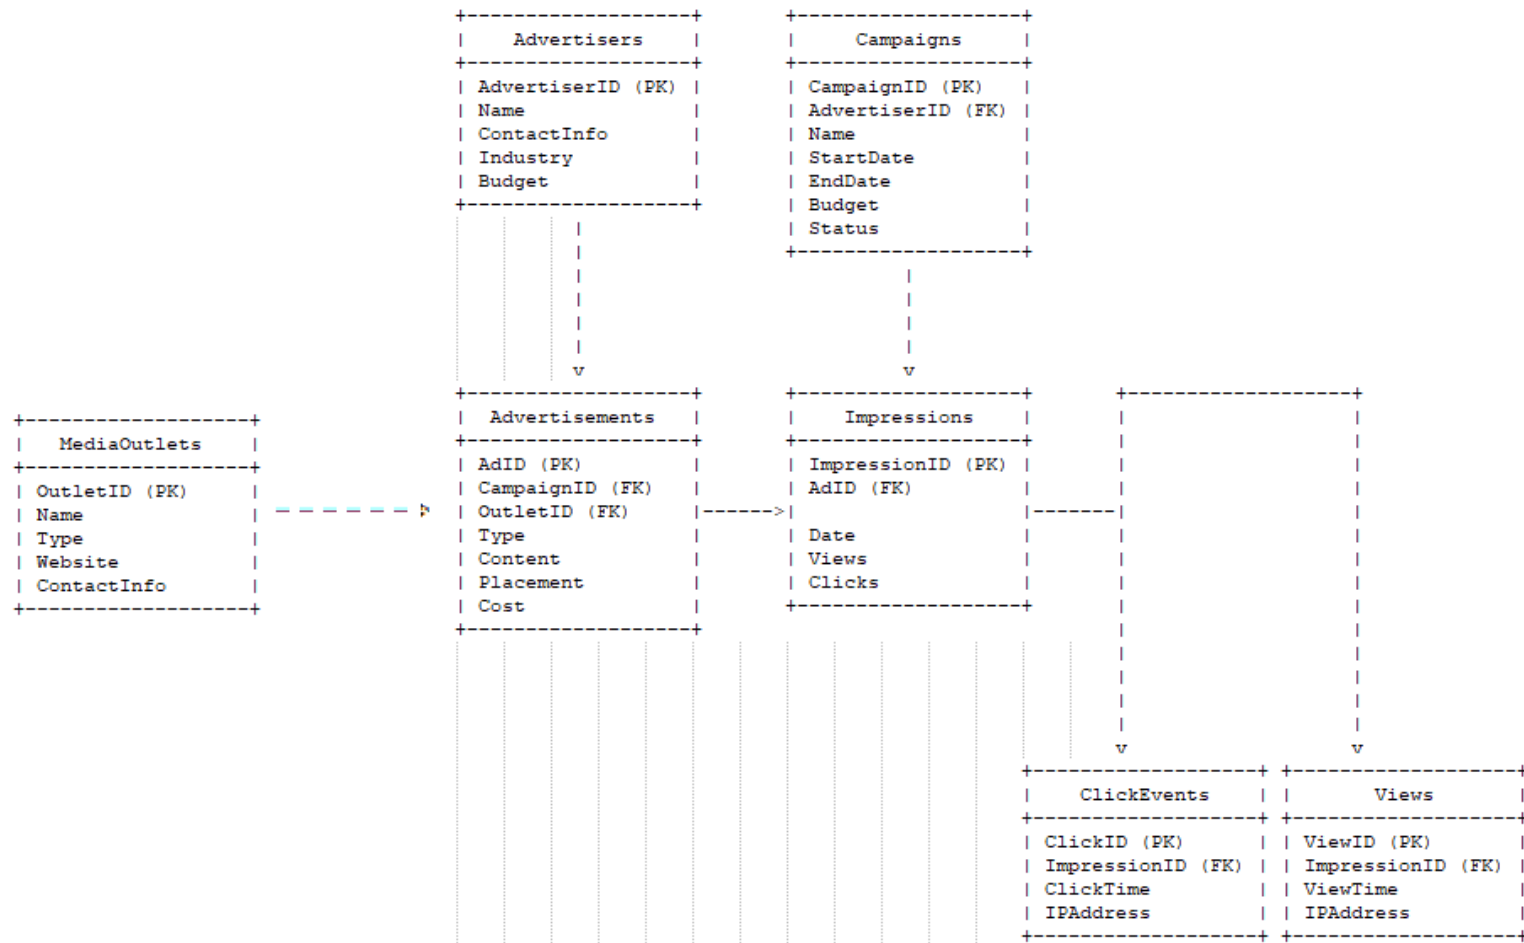 Advertisers
AdvertiserID (PK)
Name
ContactInfo
Industry
Budget
Campaigns
CampaignID (PK)
AdvertiserID (FK)
Name
StartDate
EndDate
Budget
Status
MediaOutlets
OutletID (PK)
Name
Type
Website
ContactInfo
Advertisements
AdID (PK)
CampaignID (FK)
OutletID (FK)
Type
Content
Placement
Cost
Impressions
ImpressionID (PK)
AdID (FK)
Date
Views
Clicks
ClickEvents
ClickID (PK)
ImpressionID (FK)
ClickTime
IPAddress
Views
ViewID (PK)
ImpressionID (FK)
ViewTime
IPAddress